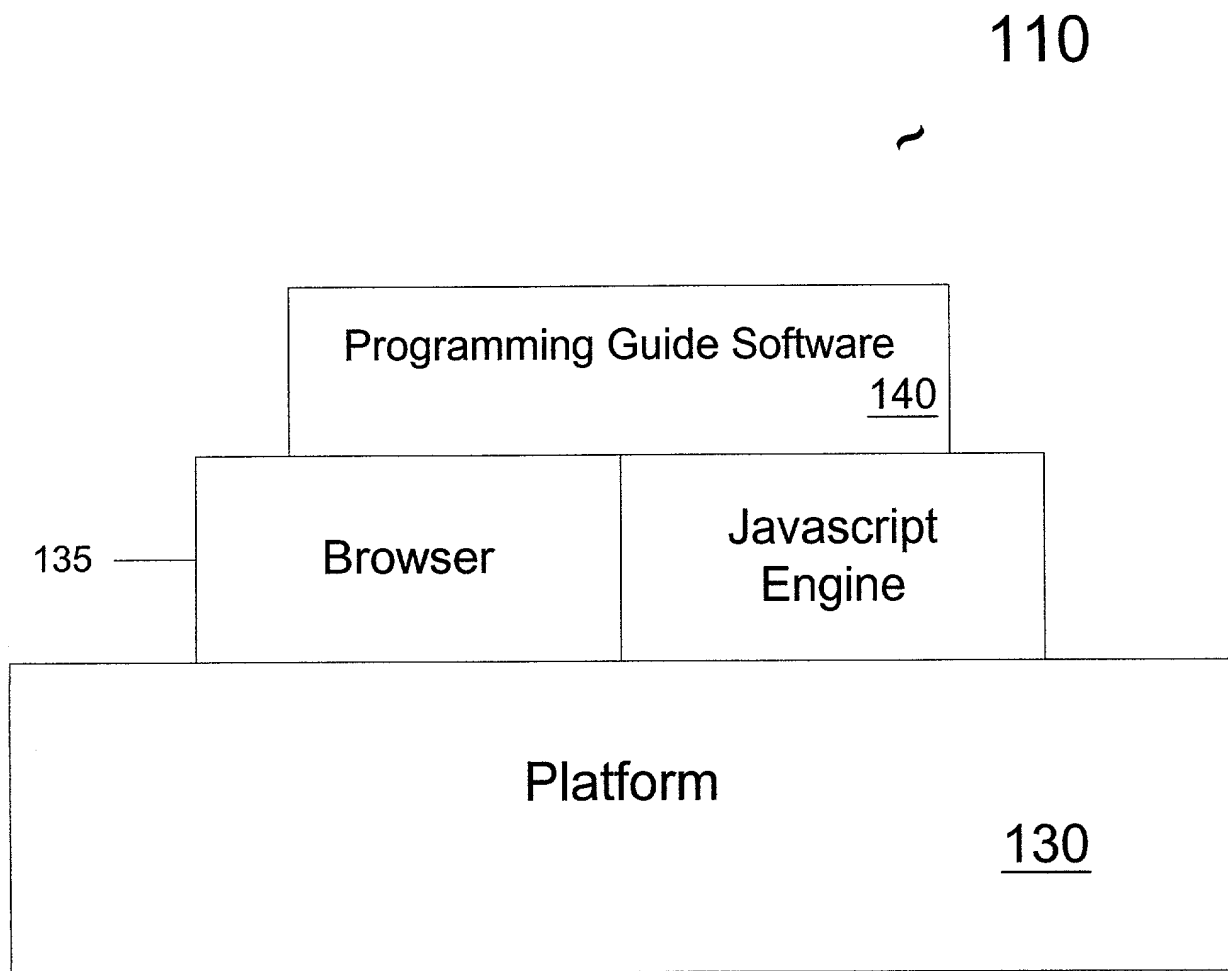 110
~
Programming Guide Software
140
135
Browser
Javascript
Engine
Platform
130